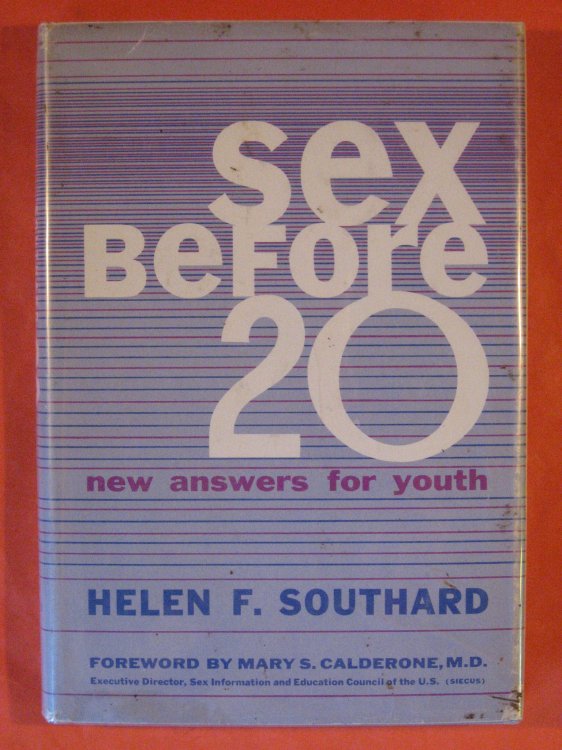 sex
Before
20
new answers for youth
HELEN F. SOUTHARD
FOREWORD BY MARY S. CALDERONE, M.D.
Executive Director, Sex Information and Education Council of the U.S. (SIECUS)